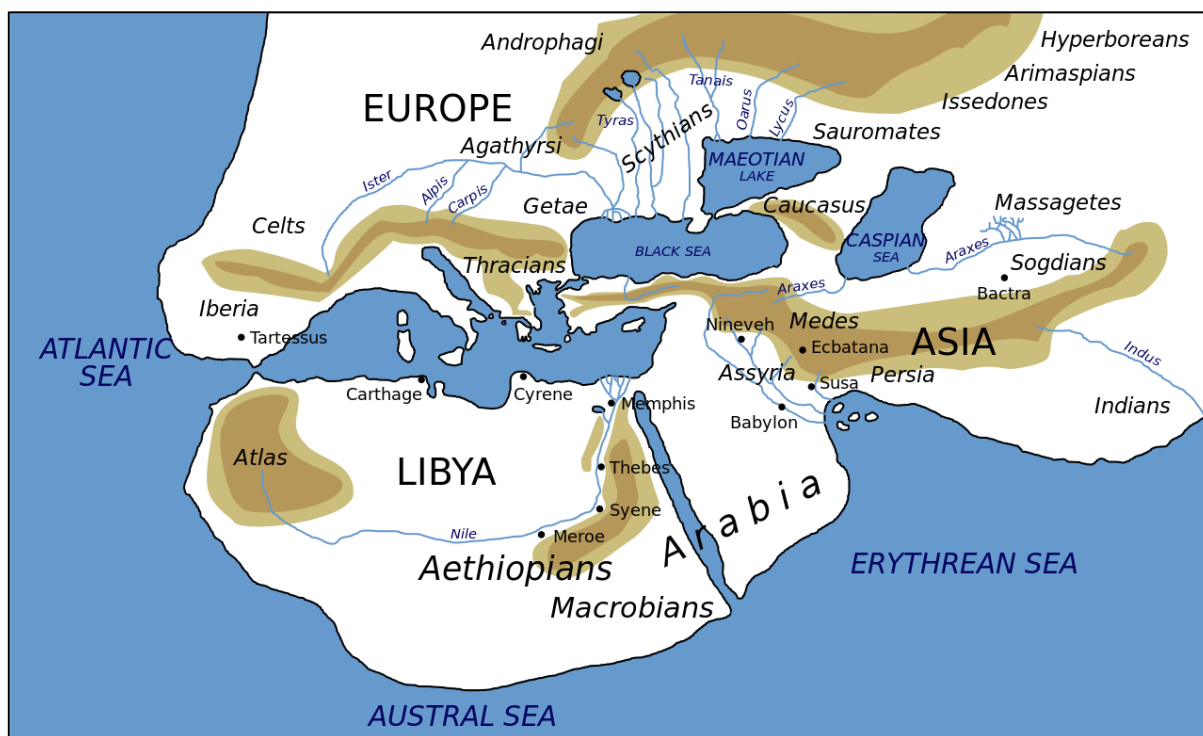 Androphagi
Hyperboreans
Arimaspians
Issedones
EUROPE
Tanais
Oarus
Lycus
Tyras
Scythians
Sauromates
Agathyrsi
MAEOTIAN
LAKE
Ister
Alpis
Carpis
Getae
Caucasus
Massagetes
Celts
BLACK SEA
CASPIAN
SEA
Araxes
Thracians
Sogdians
Araxes
Bactra
Iberia
Tartessus
Nineveh
Medes
ASIA
ATLANTIC
SEA
Ecbatana
Indus
Assyria
Susa
Persia
Carthage
Cyrene
Memphis
Babylon
Indians
Atlas
LIBYA
Thebes
Arabia
Syene
Nile
Meroe
Aethiopians
ERYTHREAN SEA
Macrobians
AUSTRAL SEA